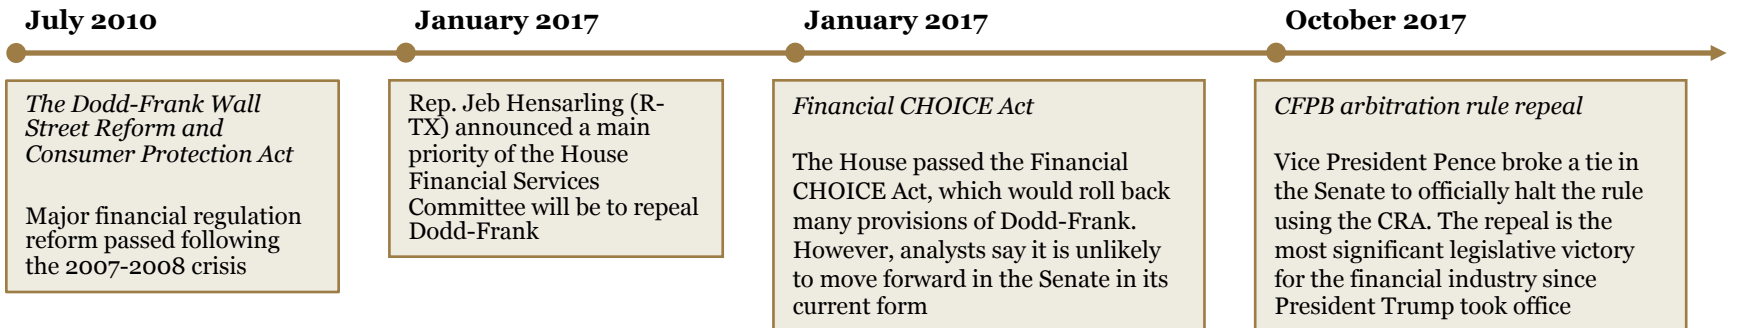 July 2010
January 2017
January 2017
October 2017
The Dodd-Frank Wall
Street Reform and
Consumer Protection Act
Major financial regulation
reform passed following
the 2007-2008 crisis
Rep. Jeb Hensarling (R-
TX) announced a main
priority of the House
Financial Services
Committee will be to repeal
Dodd-Frank
Financial CHOICE Act
The House passed the Financial
CHOICE Act, which would roll back
many provisions of Dodd-Frank.
However, analysts say it is unlikely
to move forward in the Senate in its
current form
CFPB arbitration rule repeal
Vice President Pence broke a tie in
the Senate to officially halt the rule
using the CRA. The repeal is the
most significant legislative victory
for the financial industry since
President Trump took office